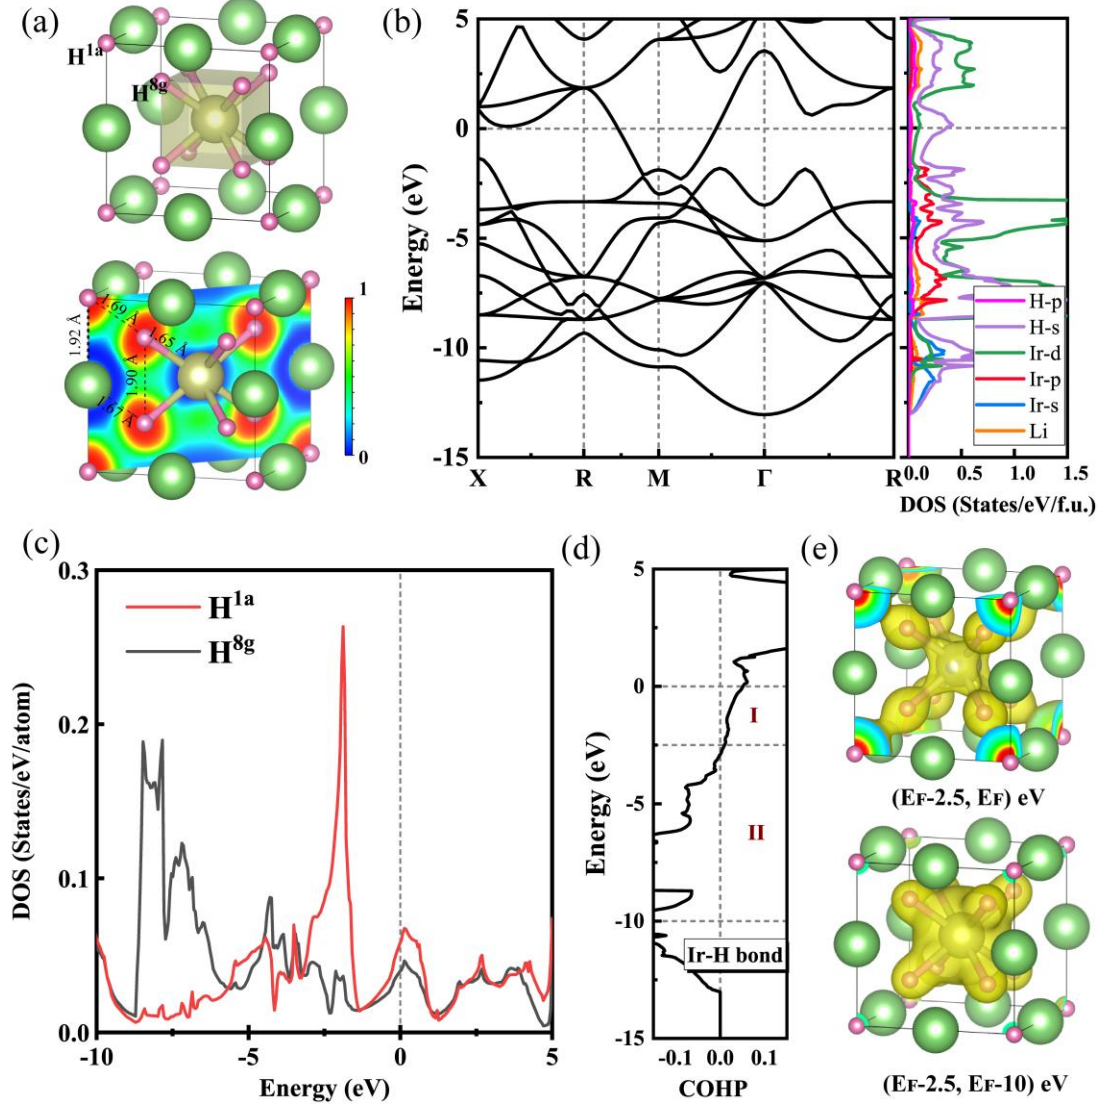 (a)
H1a
H8g
1.69 Å
1.65 Å
1.92 Å
1.90 Å
1.67 Å
1
0
(b)
5
0
-5
-10
-15
Energy (eV)
X R M Γ R
H-p
H-s
Ir-d
Ir-p
Ir-s
Li
0.0 0.5 1.0 1.5
DOS (States/eV/f.u.)
(c)
0.3
0.2
0.1
0.0
DOS (States/eV/atom)
H1a
H8g
-10 -5 0 5
Energy (eV)
(d)
5
0
-5
-10
-15
Energy (eV)
I
II
Ir-H bond
-0.1 0.0 0.1
COHP
(e)
(EF-2.5, EF) eV
(EF-2.5, EF-10) eV